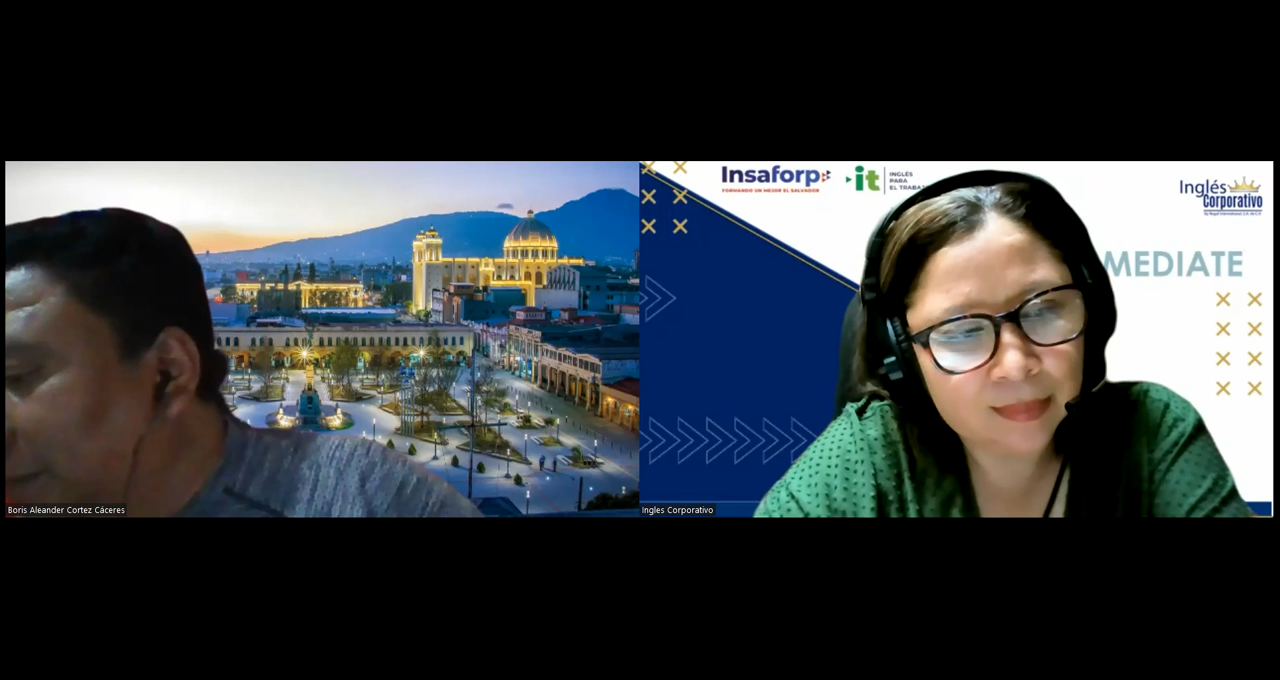 Insaforp
FORMANDO UN MEJOR EL SALVADOR
it
INGLÉS
PARA
EL TRABA
Inglés
Corporativo
MEDIATE
Boris Aleander Cortez Cáceres
Ingles Corporativo